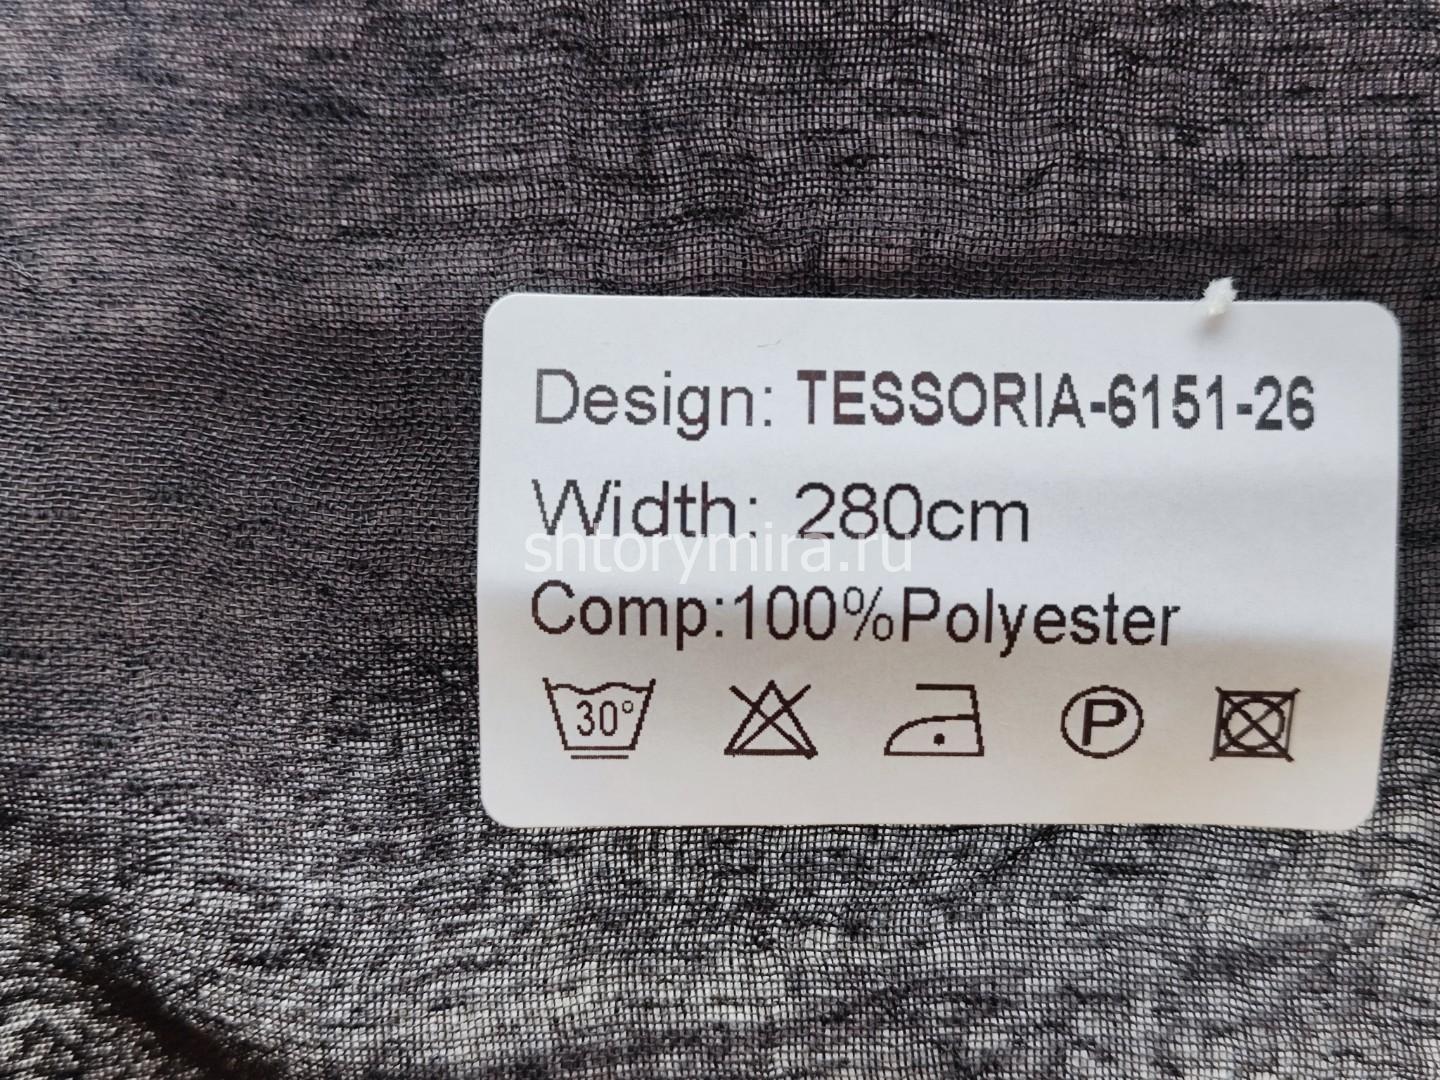 Design: TESSORIA-6151-26
Width: 280cm
shtorymira.ru
Comp:100%Polyester
30°
P